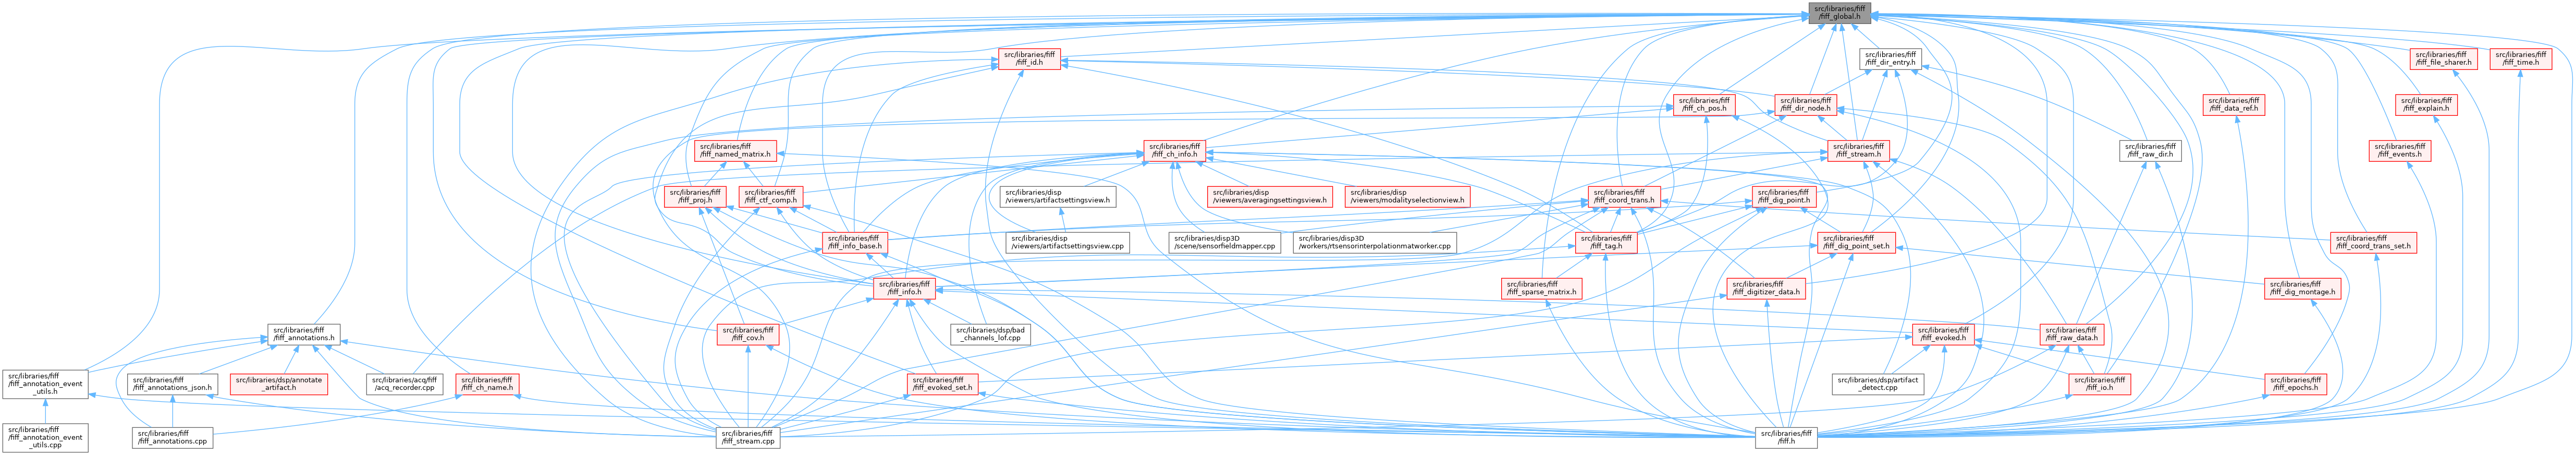 src/libraries/fiff
/fiff_global.h
src/libraries/fiff
/fiff_id.h
src/libraries/fiff
/fiff_dir_entry.h
src/libraries/fiff
/fiff_file_sharer.h
src/libraries/fiff
/fiff_time.h
src/libraries/fiff
/fiff_ch_pos.h
src/libraries/fiff
/fiff_dir_node.h
src/libraries/fiff
/fiff_data_ref.h
src/libraries/fiff
/fiff_explain.h
src/libraries/fiff
/fiff_named_matrix.h
src/libraries/fiff
/fiff_ch_info.h
src/libraries/fiff
/fiff_stream.h
src/libraries/fiff
/fiff_raw_dir.h
src/libraries/fiff
/fiff_events.h
src/libraries/fiff
/fiff_proj.h
src/libraries/fiff
/fiff_ctf_comp.h
src/libraries/disp
/viewers/artifactsettingsview.h
src/libraries/disp
/viewers/averagingsettingsview.h
src/libraries/disp
/viewers/modalityselectionview.h
src/libraries/fiff
/fiff_coord_trans.h
src/libraries/fiff
/fiff_dig_point.h
src/libraries/fiff
/fiff_info_base.h
src/libraries/disp
/viewers/artifactsettingsview.cpp
src/libraries/disp3D
/scene/sensorfieldmapper.cpp
src/libraries/disp3D
/workers/rtsensorinterpolationmatworker.cpp
src/libraries/fiff
/fiff_tag.h
src/libraries/fiff
/fiff_dig_point_set.h
src/libraries/fiff
/fiff_coord_trans_set.h
src/libraries/fiff
/fiff_info.h
src/libraries/fiff
/fiff_sparse_matrix.h
src/libraries/fiff
/fiff_digitizer_data.h
src/libraries/fiff
/fiff_dig_montage.h
src/libraries/fiff
/fiff_annotations.h
src/libraries/fiff
/fiff_cov.h
src/libraries/dsp/bad
_channels_lof.cpp
src/libraries/fiff
/fiff_evoked.h
src/libraries/fiff
/fiff_raw_data.h
src/libraries/fiff
/fiff_annotation_event
_utils.h
src/libraries/fiff
/fiff_annotations_json.h
src/libraries/dsp/annotate
_artifact.h
src/libraries/acq/fiff
/acq_recorder.cpp
src/libraries/fiff
/fiff_ch_name.h
src/libraries/fiff
/fiff_evoked_set.h
src/libraries/dsp/artifact
_detect.cpp
src/libraries/fiff
/fiff_io.h
src/libraries/fiff
/fiff_epochs.h
src/libraries/fiff
/fiff_annotation_event
_utils.cpp
src/libraries/fiff
/fiff_annotations.cpp
src/libraries/fiff
/fiff_stream.cpp
src/libraries/fiff
/fiff.h